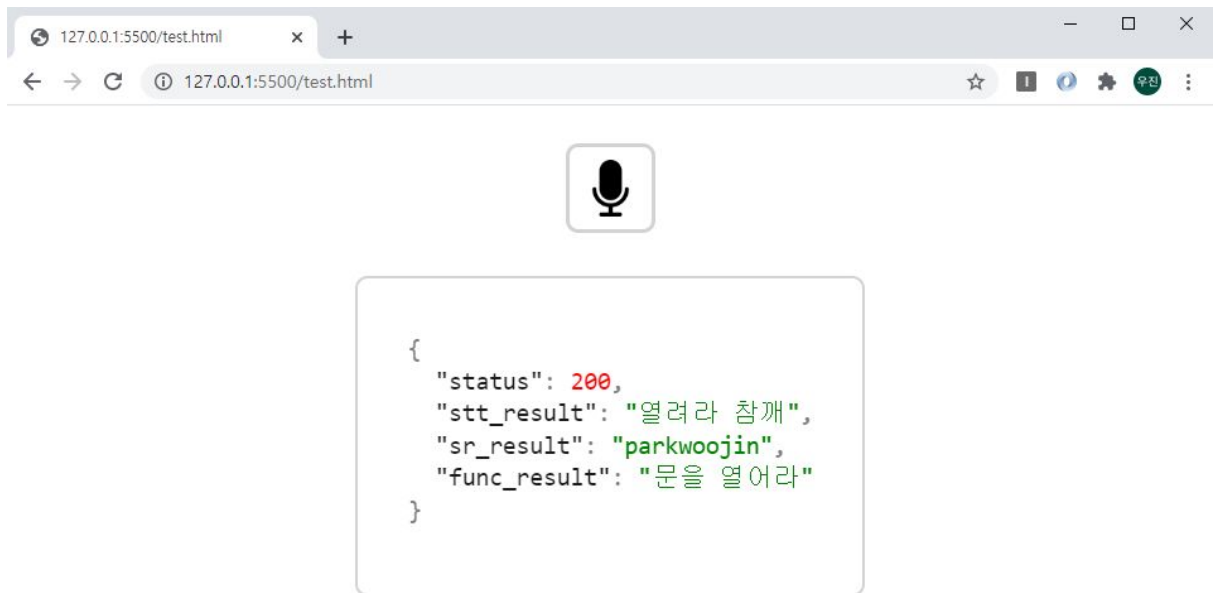 127.0.0.1:5500/test.html
127.0.0.1:5500/test.html
I
우진
{
"status": 200,
"stt_result": "열려라 참깨",
"sr_result": "parkwoojin",
"func_result": "문을 열어라"
}